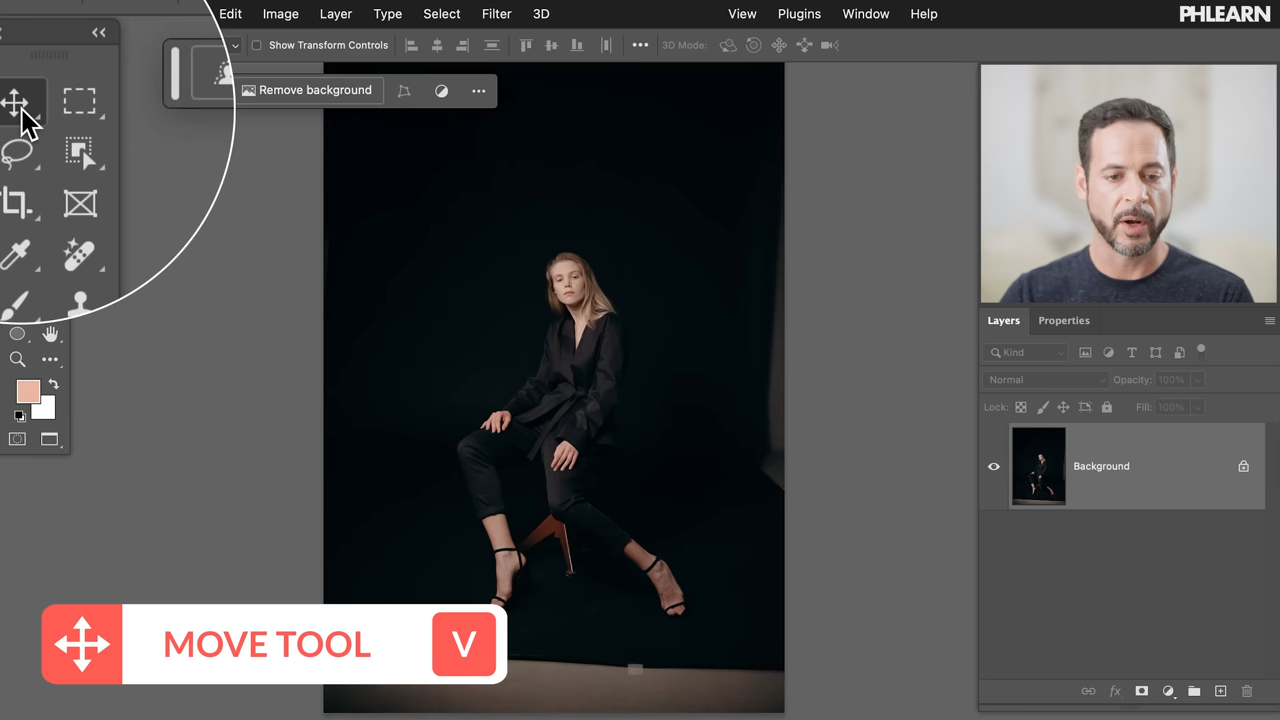 Edit Image Layer Type Select Filter 3D View Plugins Window Help
PHLEARN
Show Transform Controls
3D Mode:
Remove background
Layers Properties
Kind
Normal Opacity: 100%
Lock: Fill: 100%
Background
MOVE TOOL V